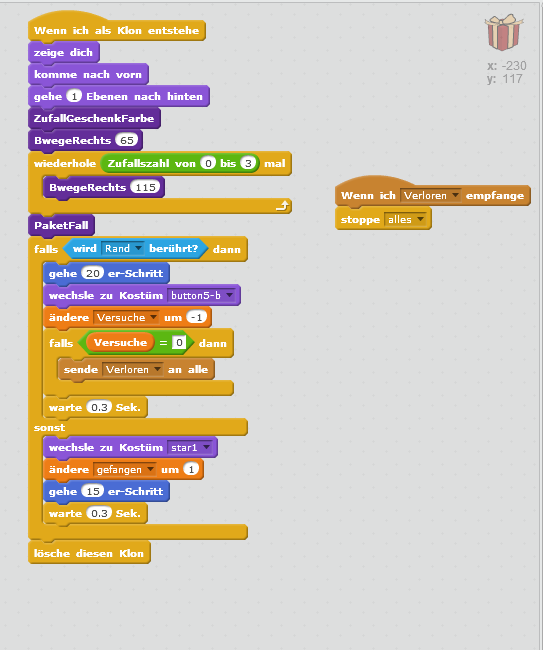 Wenn ich als Klon entstehe
zeige dich
komme nach vorn
gehe 1 Ebenen nach hinten
ZufallGeschenkFarbe
BwegeRechts 65
wiederhole Zufallszahl von 0 bis 3 mal
BwegeRechts 115
PaketFall
falls wird Rand berührt? dann
gehe 20 er-Schritt
wechsle zu Kostüm button5-b
ändere Versuche um -1
falls Versuche = 0 dann
sende Verloren an alle
warte 0.3 Sek.
sonst
wechsle zu Kostüm star1
ändere gefangen um 1
gehe 15 er-Schritt
warte 0.3 Sek.
lösche diesen Klon
Wenn ich Verloren empfange
stoppe alles
x: -230
y: 117